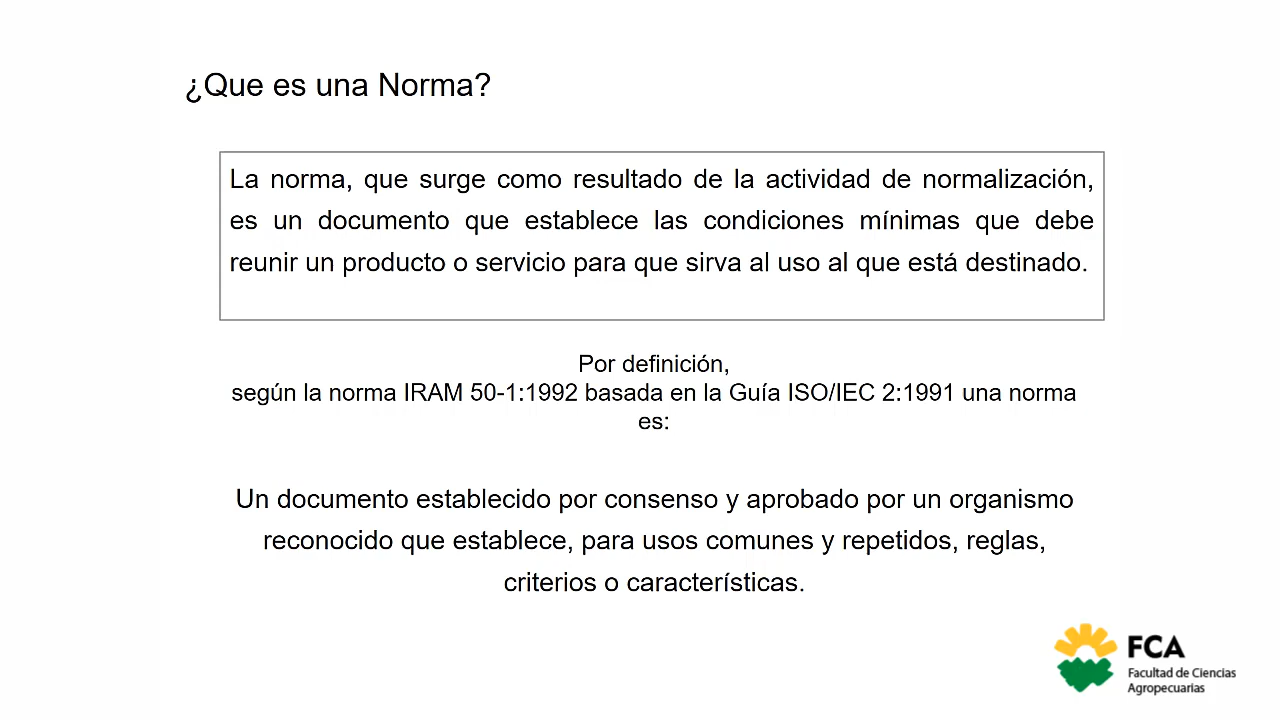 ¿Que es una Norma?
La norma, que surge como resultado de la actividad de normalización,
es un documento que establece las condiciones mínimas que debe
reunir un producto o servicio para que sirva al uso al que está destinado.
Por definición,
según la norma IRAM 50-1:1992 basada en la Guía ISO/IEC 2:1991 una norma
es:
Un documento establecido por consenso y aprobado por un organismo
reconocido que establece, para usos comunes y repetidos, reglas,
criterios o características.
FCA
Facultad de Ciencias
Agropecuarias